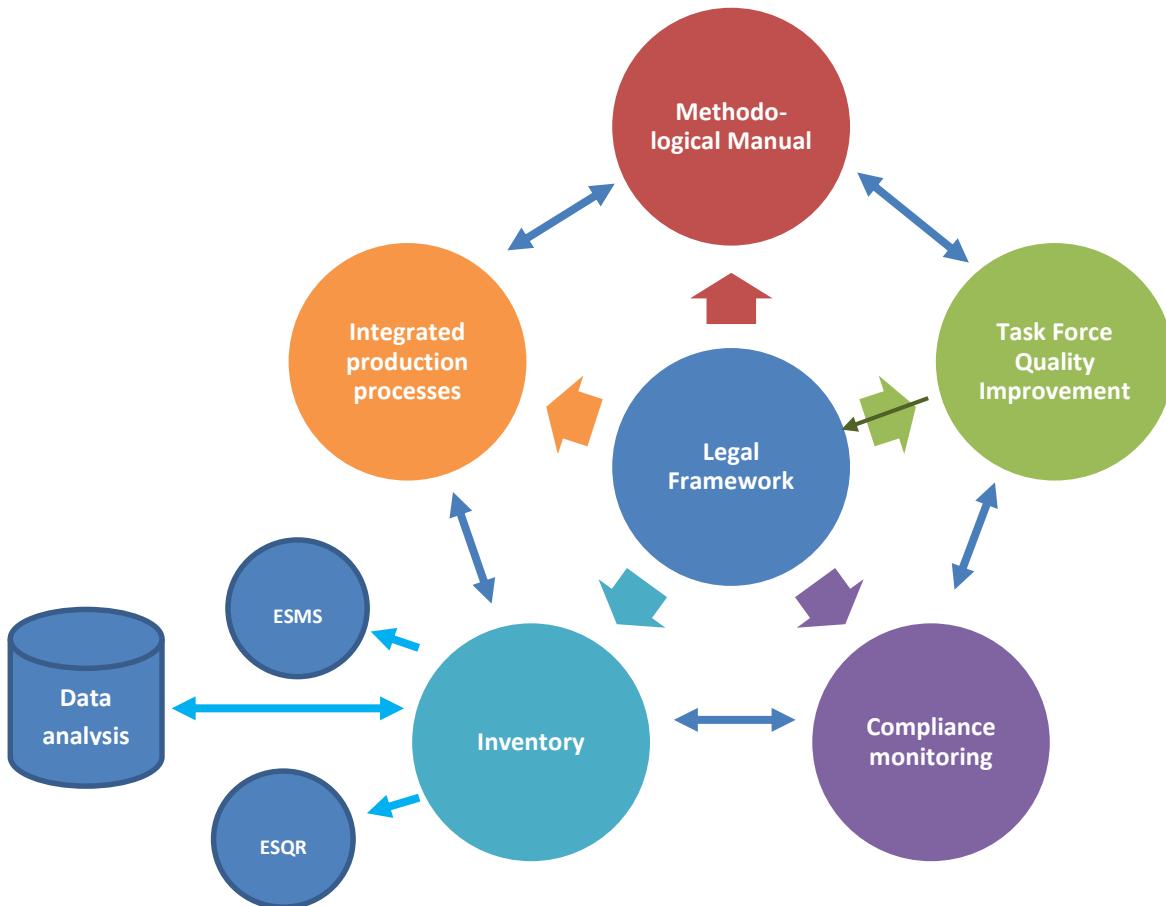 Methodo-
logical Manual
Integrated
production
processes
Task Force
Quality
Improvement
Legal
Framework
ESMS
Data
analysis
Inventory
Compliance
monitoring
ESQR